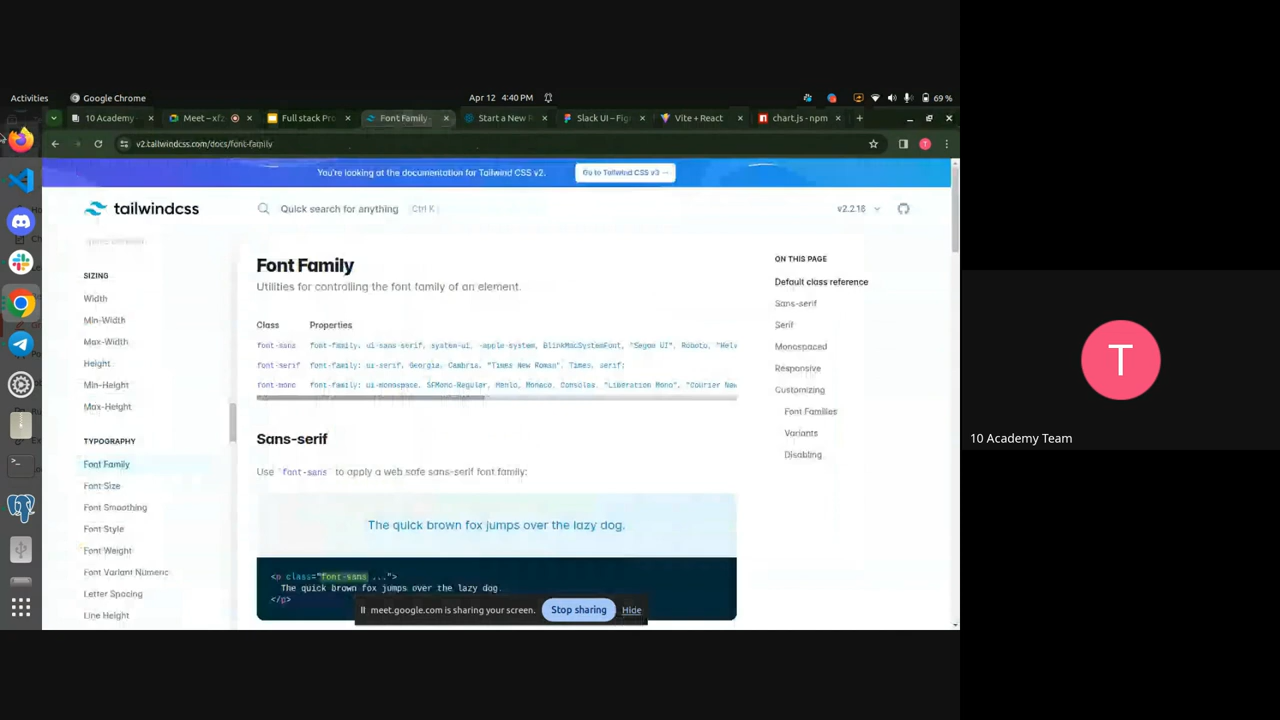 Activities
Google Chrome
Apr 12 4:40 PM
69 %
10 Academy
Meet – xf2
Full stack Pro
Font Family
Start a New R
Slack UI – Fig
Vite + React
chart.js - npm
v2.tailwindcss.com/docs/font-family
You're looking at the documentation for Tailwind CSS v2.
Go to Tailwind CSS v3 →
tailwindcss
Quick search for anything
Ctrl K
v2.2.18
SIZING
Width
Min-Width
Max-Width
Height
Min-Height
Max-Height
TYPOGRAPHY
Font Family
Font Size
Font Smoothing
Font Style
Font Weight
Font Variant Numeric
Letter Spacing
Line Height
Font Family
Utilities for controlling the font family of an element.
Class Properties
font-sans font-family: ui-sans-serif, system-ui, -apple-system, BlinkMacSystemFont, "Segoe UI", Roboto, "Helv
font-serif font-family: ui-serif, Georgia, Cambria, "Times New Roman", Times, serif;
font-mono font-family: ui-monospace, SFMono-Regular, Menlo, Monaco, Consolas, "Liberation Mono", "Courier New
Sans-serif
Use `font-sans` to apply a web safe sans-serif font family:
The quick brown fox jumps over the lazy dog.
<p class="font-sans ...">
The quick brown fox jumps over the lazy dog.
</p>
ON THIS PAGE
Default class reference
Sans-serif
Serif
Monospaced
Responsive
Customizing
Font Families
Variants
Disabling
meet.google.com is sharing your screen.
Stop sharing
Hide
T
10 Academy Team